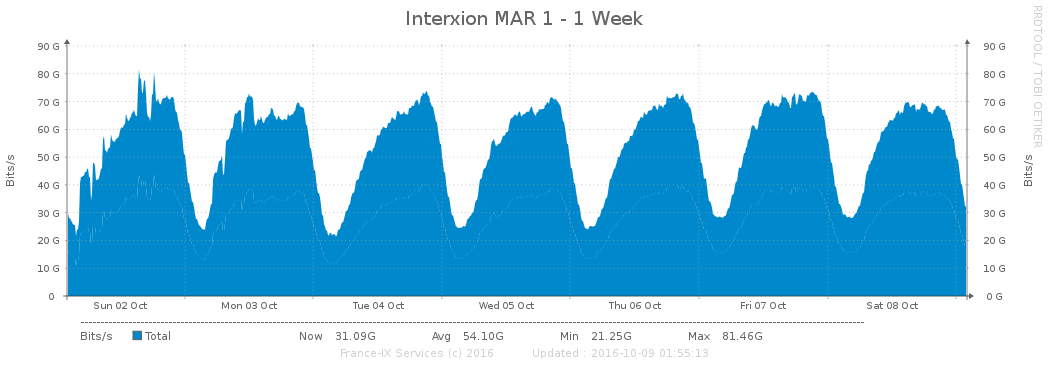 Interxion MAR 1 - 1 Week
RRDTOOL / TOBI OETIKER
Bits/s
90 G
80 G
70 G
60 G
50 G
40 G
30 G
20 G
10 G
0
90 G
80 G
70 G
60 G
50 G
40 G
30 G
20 G
10 G
0 G
Bits/s
Sun 02 Oct Mon 03 Oct Tue 04 Oct Wed 05 Oct Thu 06 Oct Fri 07 Oct Sat 08 Oct
Bits/s Total Now 31.09G Avg 54.10G Min 21.25G Max 81.46G
France-IX Services (c) 2016 Updated : 2016-10-09 01:55:13